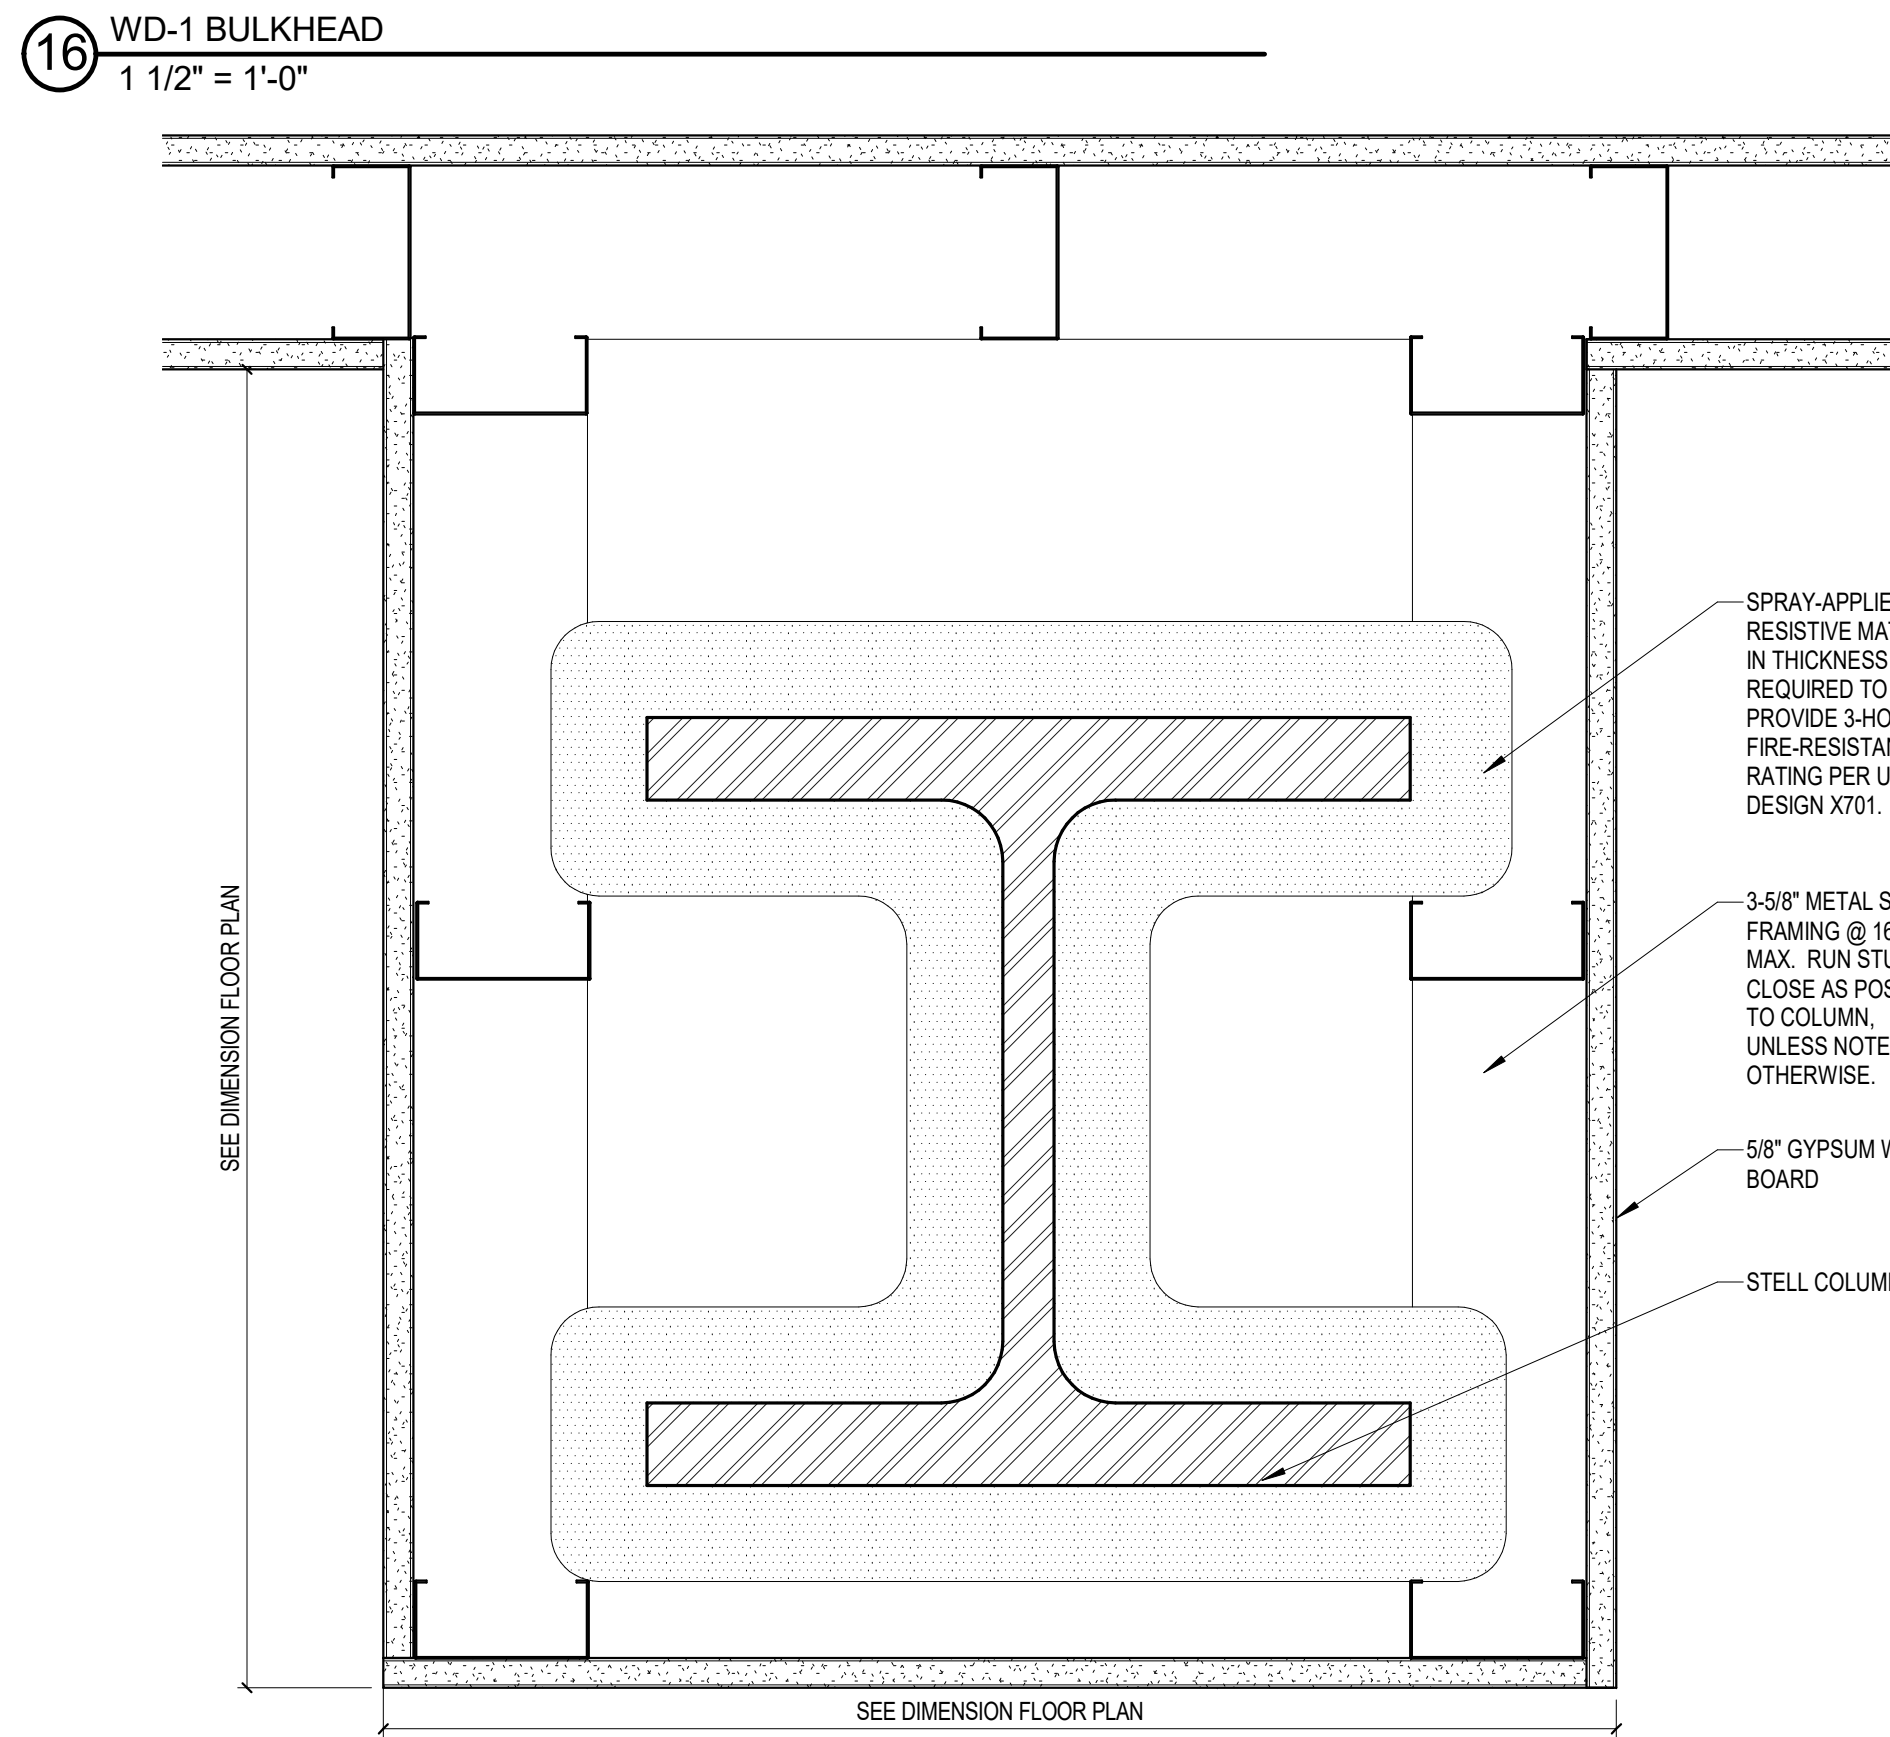 16
WD-1 BULKHEAD
1 1/2" = 1'-0"
SPRAY-APPLIE
RESISTIVE MA
IN THICKNESS
REQUIRED TO
PROVIDE 3-HO
FIRE-RESISTA
RATING PER U
DESIGN X701.
3-5/8" METAL S
FRAMING @ 16
MAX. RUN STU
CLOSE AS POS
TO COLUMN,
UNLESS NOTE
OTHERWISE.
5/8" GYPSUM W
BOARD
STELL COLUM
SEE DIMENSION FLOOR PLAN
SEE DIMENSION FLOOR PLAN